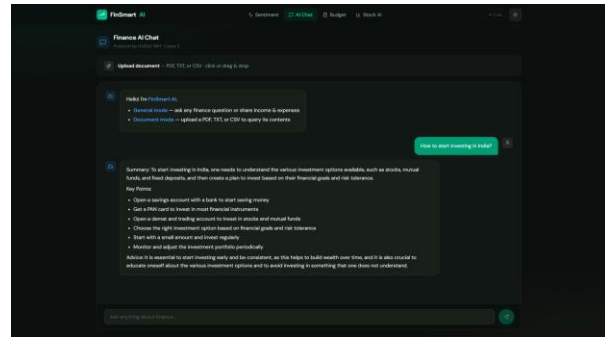 FinSmart AI
Sentiment AI Chat Budget Stock AI
Finance AI Chat
Upload document — PDF, TXT, or CSV · click or drag & drop
Hello! I'm FinSmart AI.
• General mode — ask any finance question or share income & expenses
• Document mode — upload a PDF, TXT, or CSV to query its contents
How to start investing in India?
Summary: To start investing in India, one needs to understand the various investment options available, such as stocks, mutual
funds, and fixed deposits, and then create a plan to invest based on their financial goals and risk tolerance.
Key Points:
• Open a savings account with a bank to start saving money
• Get a PAN card to invest in most financial instruments
• Open a demat and trading account to invest in stocks and mutual funds
• Choose the right investment option based on financial goals and risk tolerance
• Start with a small amount and invest regularly
• Monitor and adjust the investment portfolio periodically
Advice: It is essential to start investing early and be consistent, as this helps to build wealth over time, and it is also crucial to
educate oneself about the various investment options and to avoid investing in something that one does not understand.
Ask anything about finance...